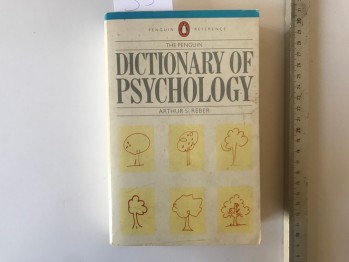 PENGUIN REFERENCE
THE PENGUIN
DICTIONARY OF
PSYCHOLOGY
ARTHUR S. REBER